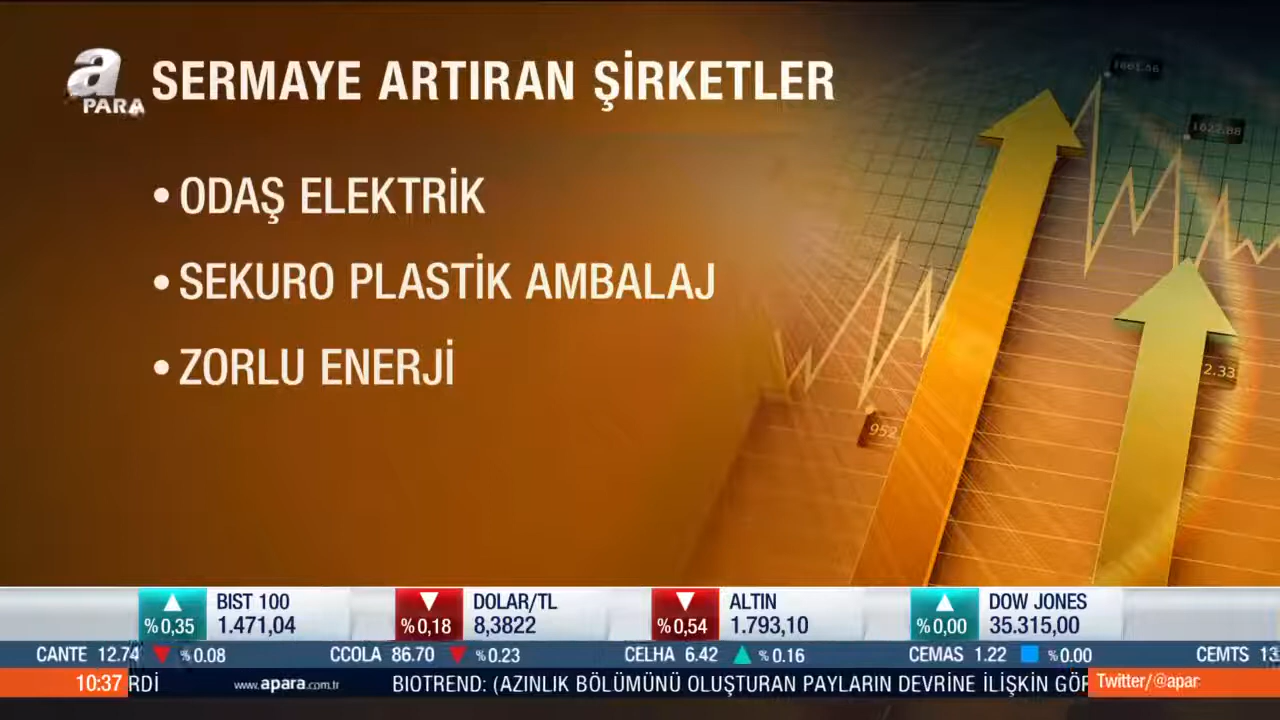 a
PARA
SERMAYE ARTIRAN ŞİRKETLER
• ODAŞ ELEKTRİK
• SEKURO PLASTİK AMBALAJ
• ZORLU ENERJİ
1622.88
952
2.33
%0,35 BIST 100 1.471,04
%0,18 DOLAR/TL 8,3822
%0,54 ALTIN 1.793,10
%0,00 DOW JONES 35.315,00
CANTE 12.74 %0.08 CCOLA 86.70 %0.23 CELHA 6.42 %0.16 CEMAS 1.22 %0.00 CEMTS 13
10:37 RDİ www.apara.com.tr BIOTREND: (AZINLIK BÖLÜMÜNÜ OLUŞTURAN PAYLARIN DEVRİNE İLİŞKİN GÖR Twitter/@apar